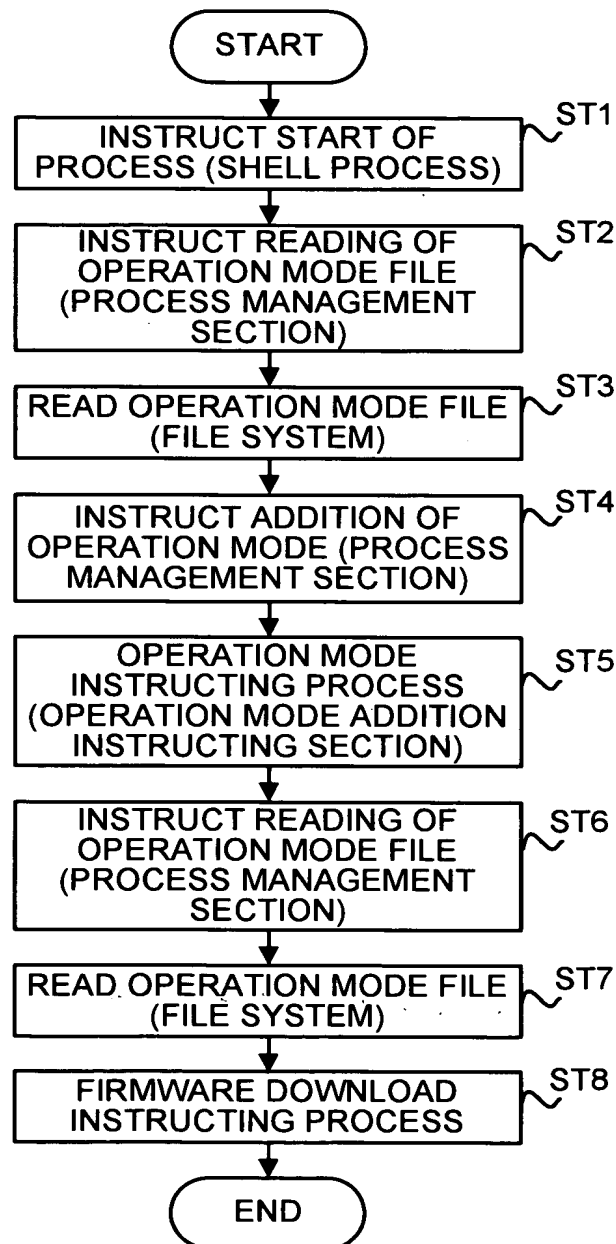 START
ST1
INSTRUCT START OF
PROCESS (SHELL PROCESS)
ST2
INSTRUCT READING OF
OPERATION MODE FILE
(PROCESS MANAGEMENT
SECTION)
ST3
READ OPERATION MODE FILE
(FILE SYSTEM)
ST4
INSTRUCT ADDITION OF
OPERATION MODE (PROCESS
MANAGEMENT SECTION)
ST5
OPERATION MODE
INSTRUCTING PROCESS
(OPERATION MODE ADDITION
INSTRUCTING SECTION)
ST6
INSTRUCT READING OF
OPERATION MODE FILE
(PROCESS MANAGEMENT
SECTION)
ST7
READ OPERATION MODE FILE
(FILE SYSTEM)
ST8
FIRMWARE DOWNLOAD
INSTRUCTING PROCESS
END